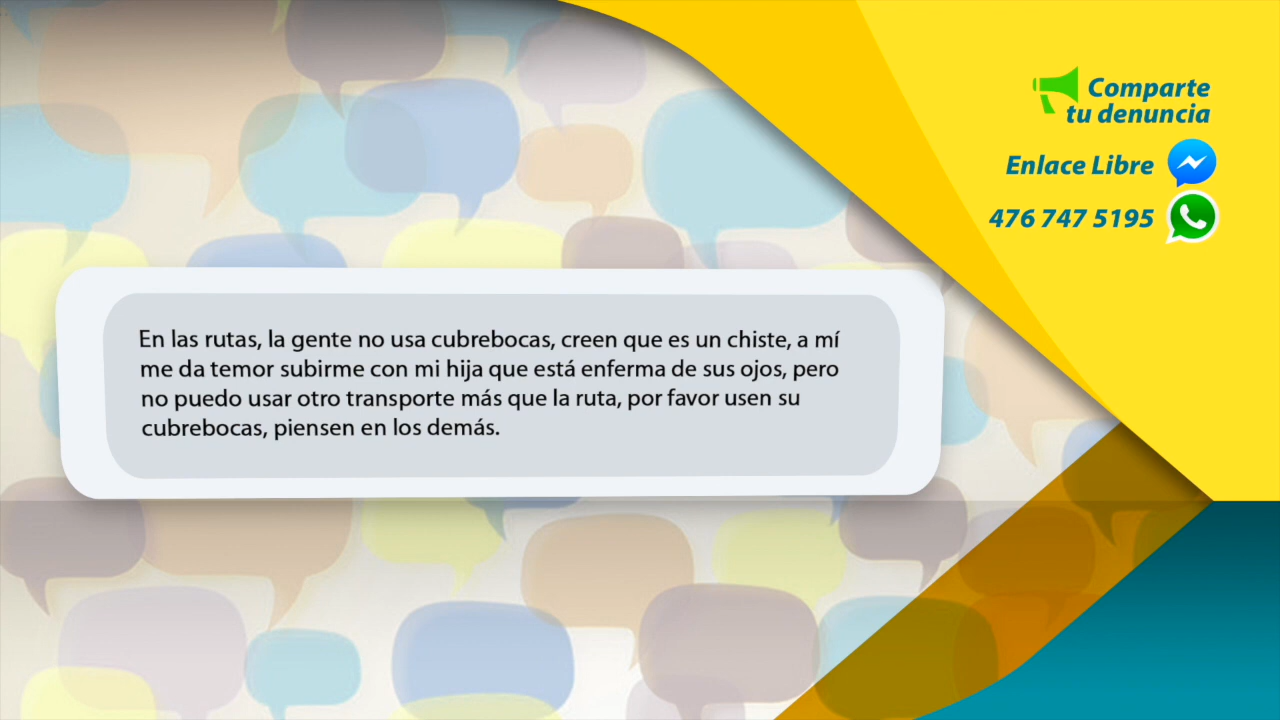 Comparte
tu denuncia
Enlace Libre
476 747 5195
En las rutas, la gente no usa cubrebocas, creen que es un chiste, a mí
me da temor subirme con mi hija que está enferma de sus ojos, pero
no puedo usar otro transporte más que la ruta, por favor usen su
cubrebocas, piensen en los demás.